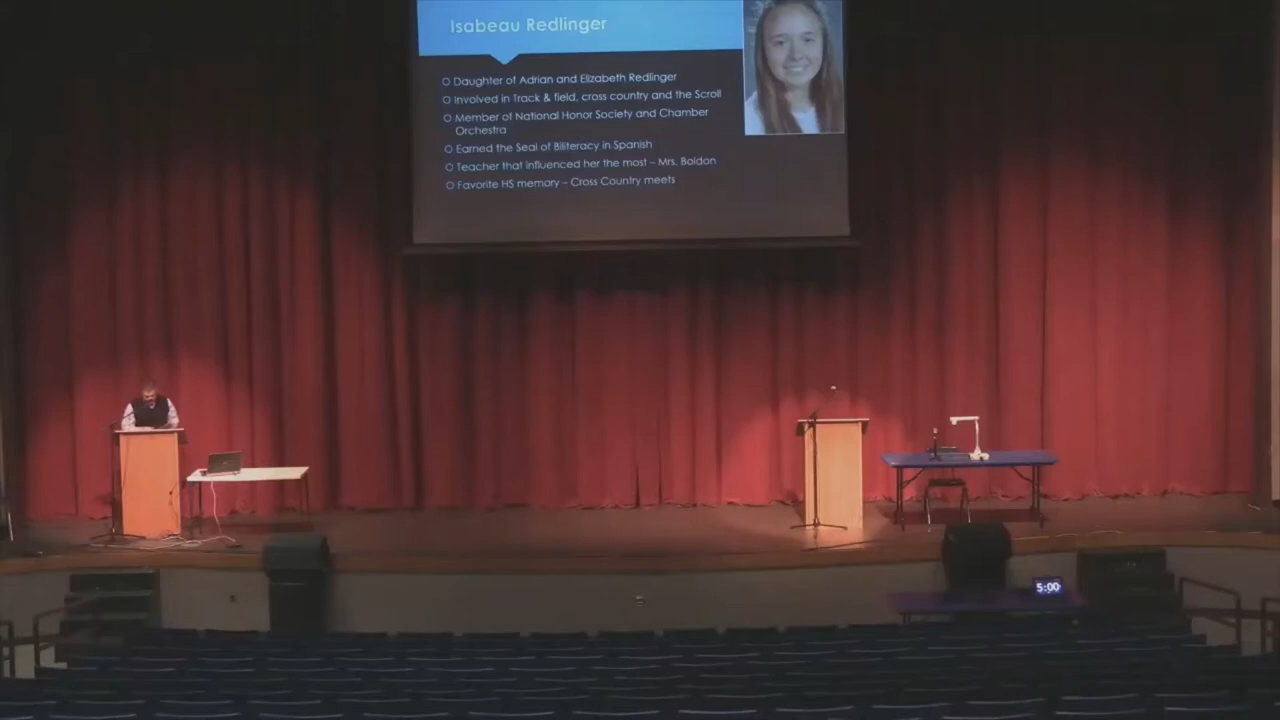 Isabeau Redlinger
Daughter of Adrian and Elizabeth Redlinger
Involved in Track & field, cross country and the Scroll
Member of National Honor Society and Chamber
Orchestra
Earned the Seal of Biliteracy in Spanish
Teacher that influenced her the most – Mrs. Boldon
Favorite HS memory – Cross Country meets
5:00